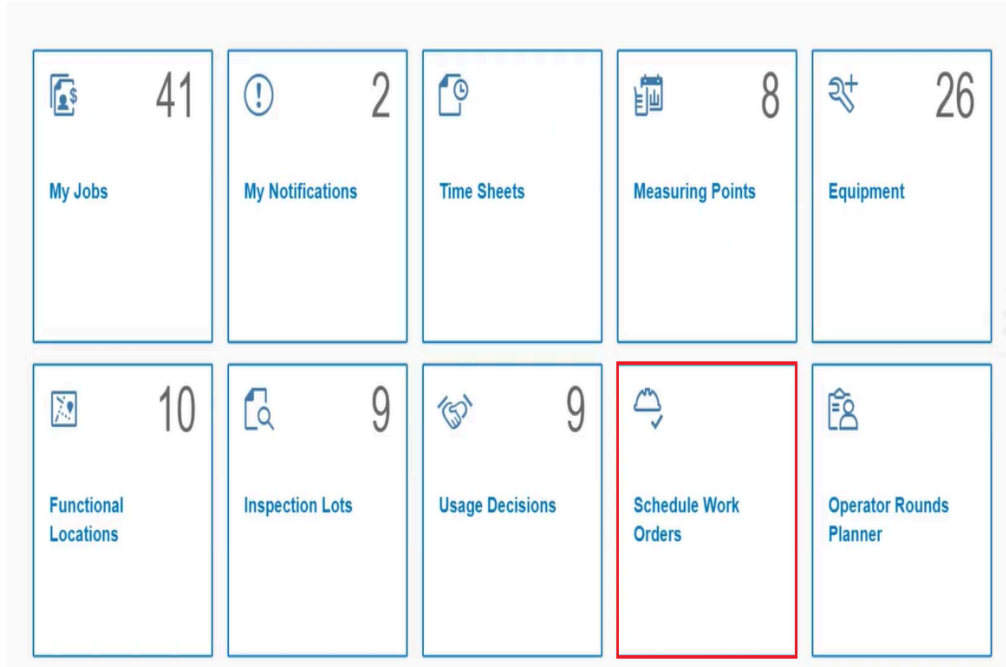 41
My Jobs
2
My Notifications
Time Sheets
8
Measuring Points
26
Equipment
10
Functional
Locations
9
Inspection Lots
9
Usage Decisions
Schedule Work
Orders
Operator Rounds
Planner